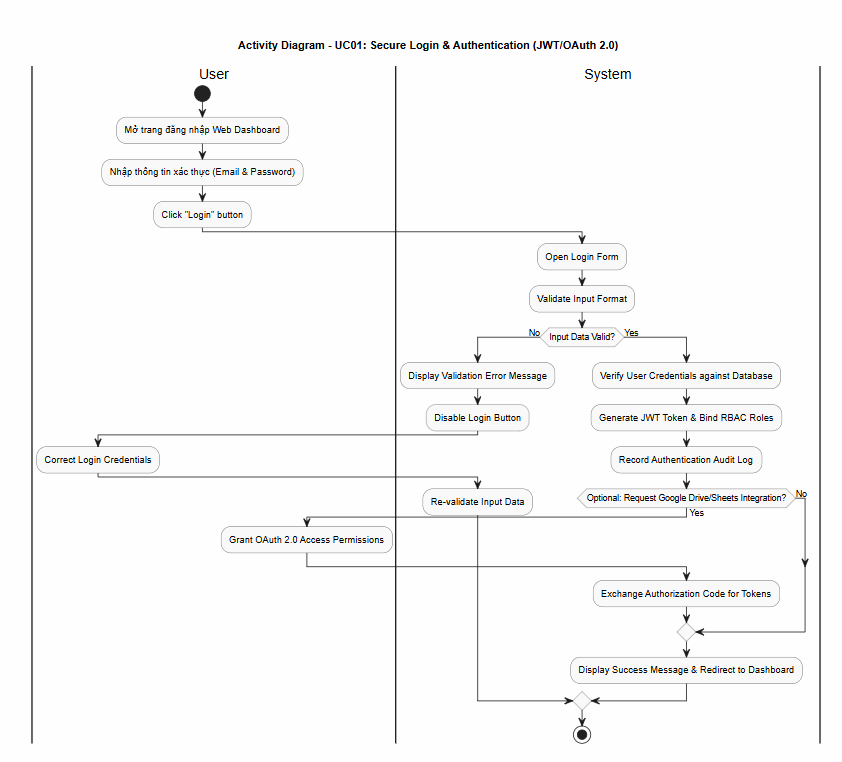 Activity Diagram - UC01: Secure Login & Authentication (JWT/OAuth 2.0)
User
System
Mở trang đăng nhập Web Dashboard
Nhập thông tin xác thực (Email & Password)
Click "Login" button
Open Login Form
Validate Input Format
No
Input Data Valid?
Yes
Display Validation Error Message
Verify User Credentials against Database
Disable Login Button
Generate JWT Token & Bind RBAC Roles
Correct Login Credentials
Record Authentication Audit Log
Re-validate Input Data
Optional: Request Google Drive/Sheets Integration?
No
Yes
Grant OAuth 2.0 Access Permissions
Exchange Authorization Code for Tokens
Display Success Message & Redirect to Dashboard